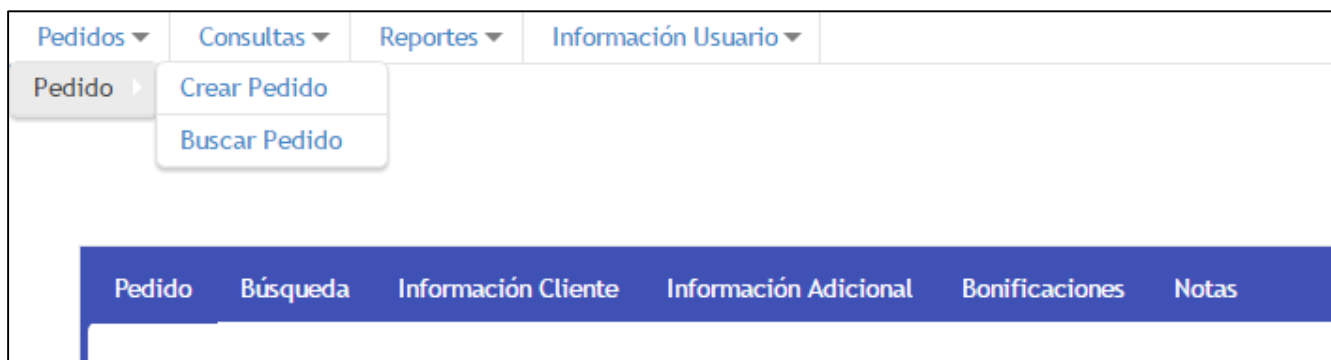 Pedidos Consultas Reportes Información Usuario
Pedido Crear Pedido
Buscar Pedido
Pedido Búsqueda Información Cliente Información Adicional Bonificaciones Notas